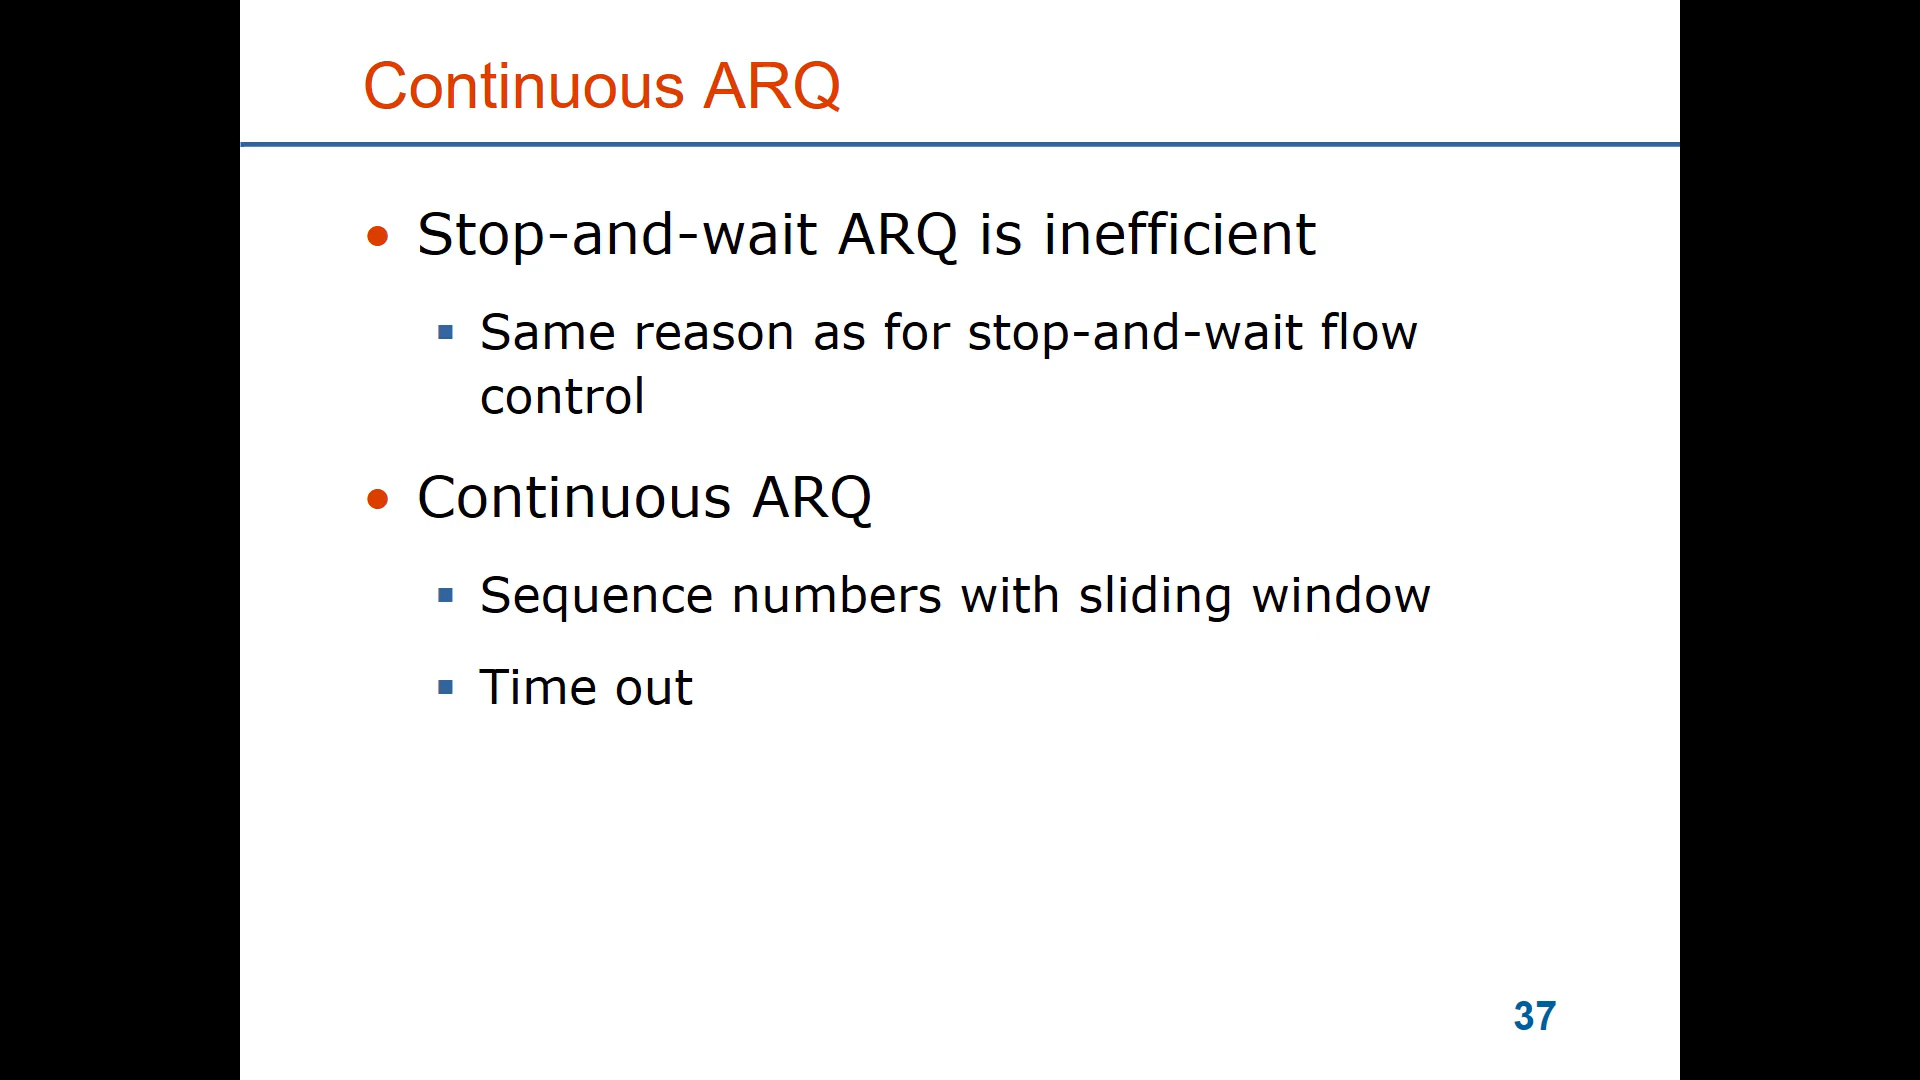 Continuous ARQ
• Stop-and-wait ARQ is inefficient
▪ Same reason as for stop-and-wait flow
control
• Continuous ARQ
▪ Sequence numbers with sliding window
▪ Time out
37